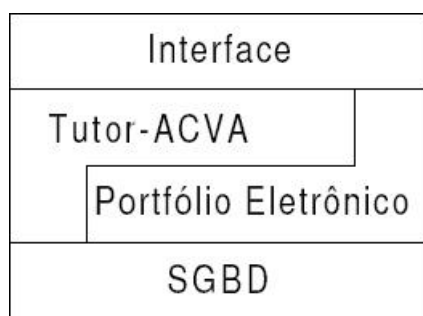 Interface
Tutor-ACVA
Portfólio Eletrônico
SGBD